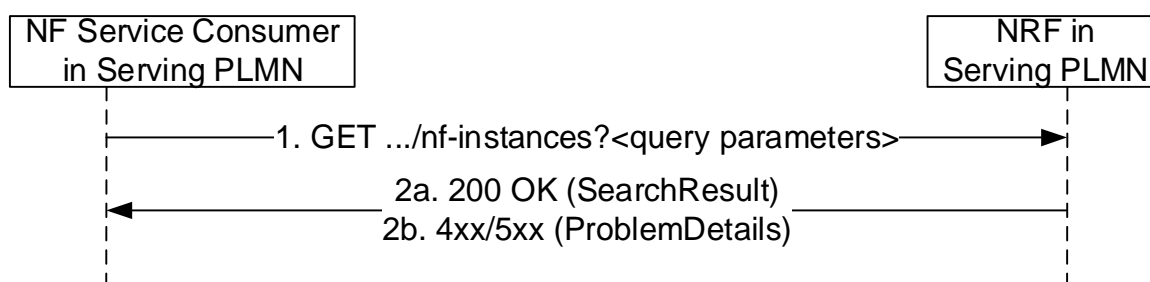 NF Service Consumer
in Serving PLMN
NRF in
Serving PLMN
1. GET .../nf-instances?<query parameters>
2a. 200 OK (SearchResult)
2b. 4xx/5xx (ProblemDetails)